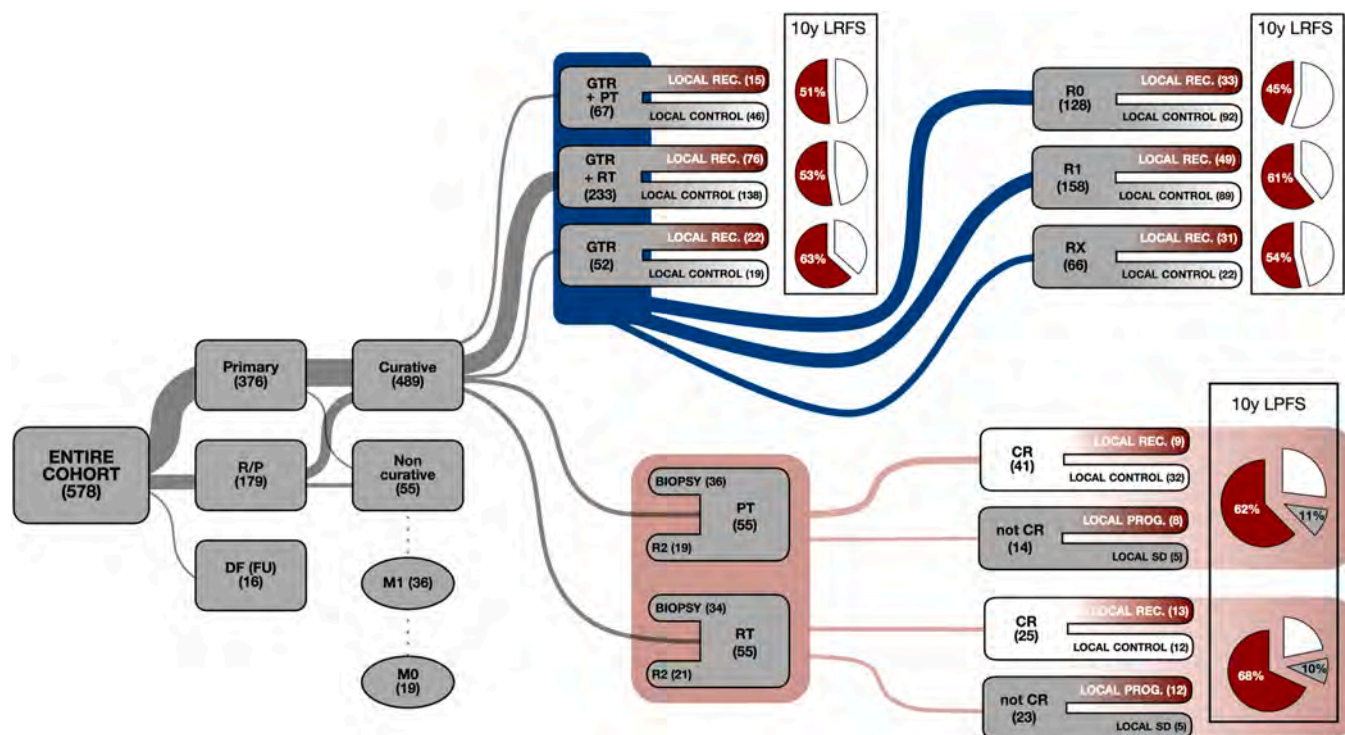 10y LRFS
10y LRFS
GTR
+ PT
(67)
LOCAL REC. (15)
LOCAL CONTROL (46)
51%
R0
(128)
LOCAL REC. (33)
LOCAL CONTROL (92)
45%
GTR
+ RT
(233)
LOCAL REC. (76)
LOCAL CONTROL (138)
53%
R1
(158)
LOCAL REC. (49)
LOCAL CONTROL (89)
61%
GTR
(52)
LOCAL REC. (22)
LOCAL CONTROL (19)
63%
RX
(66)
LOCAL REC. (31)
LOCAL CONTROL (22)
54%
Primary
(376)
Curative
(489)
ENTIRE
COHORT
(578)
R/P
(179)
Non
curative
(55)
DF (FU)
(16)
M1 (36)
M0
(19)
10y LPFS
BIOPSY (36)
PT
(55)
R2 (19)
CR
(41)
LOCAL REC. (9)
LOCAL CONTROL (32)
not CR
(14)
LOCAL PROG. (8)
LOCAL SD (5)
62%
11%
BIOPSY (34)
RT
(55)
R2 (21)
CR
(25)
LOCAL REC. (13)
LOCAL CONTROL (12)
not CR
(23)
LOCAL PROG. (12)
LOCAL SD (5)
68%
10%